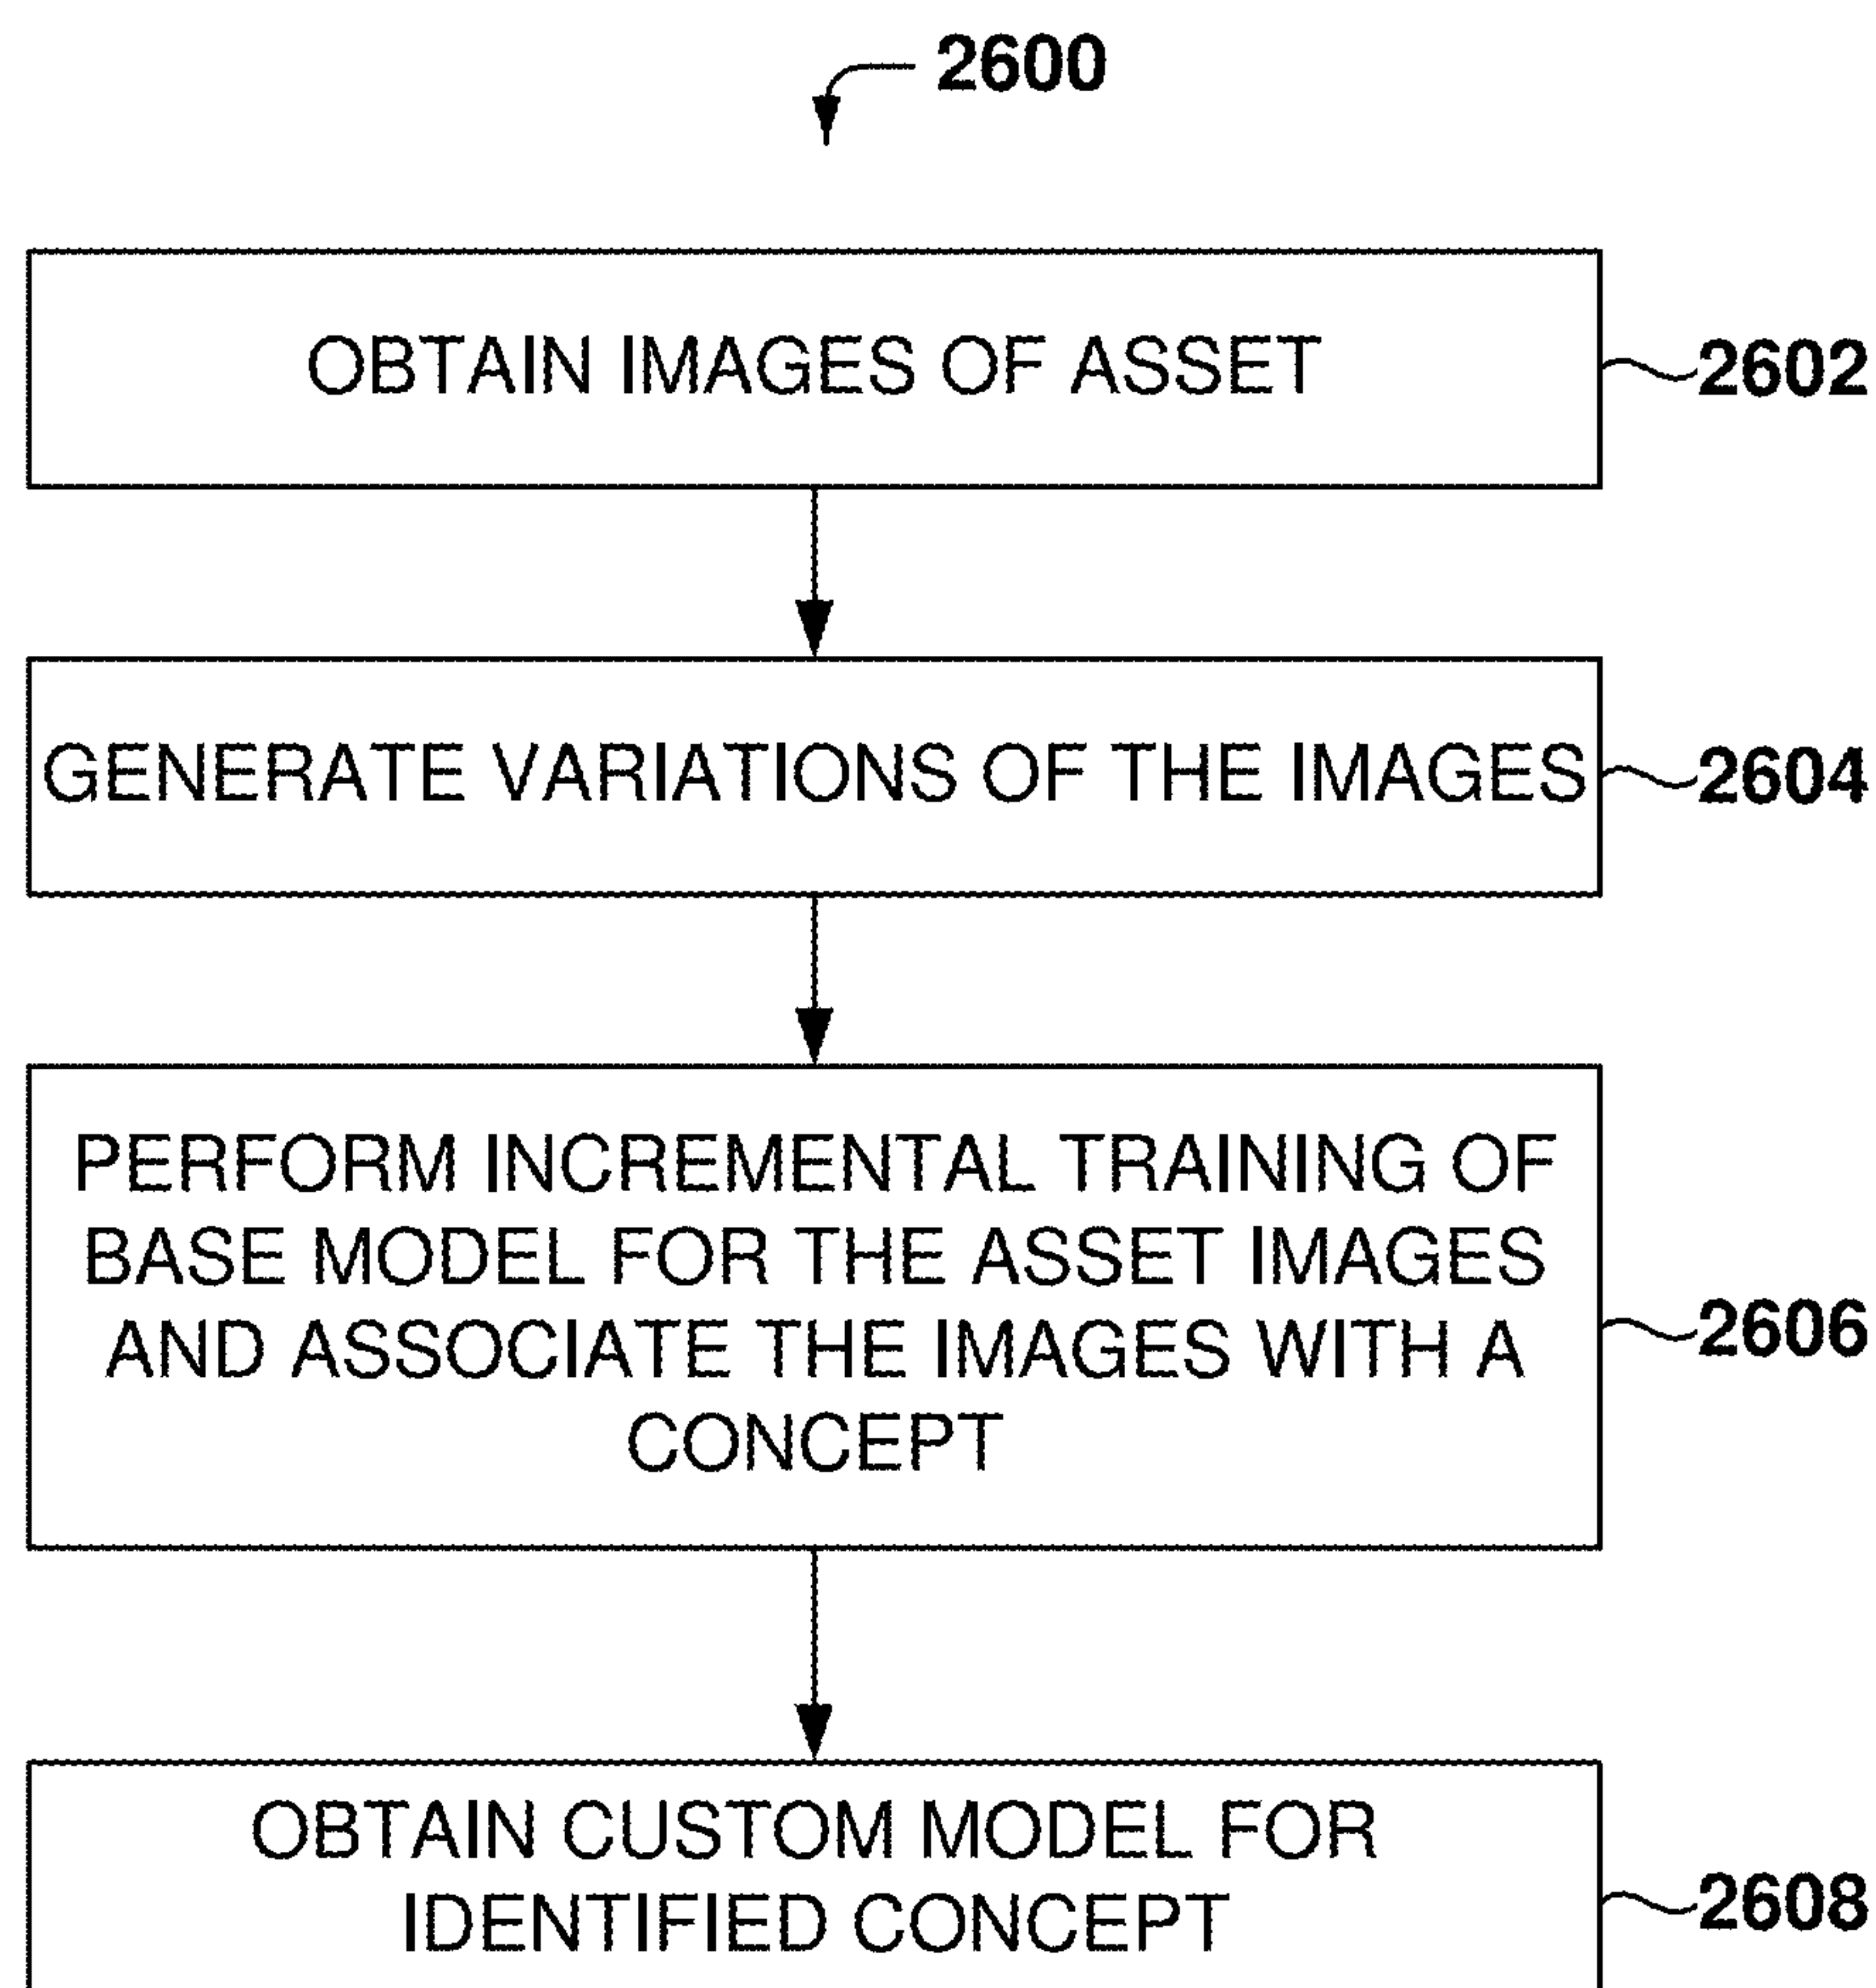 2600
OBTAIN IMAGES OF ASSET
2602
GENERATE VARIATIONS OF THE IMAGES
2604
PERFORM INCREMENTAL TRAINING OF
BASE MODEL FOR THE ASSET IMAGES
AND ASSOCIATE THE IMAGES WITH A
CONCEPT
2606
OBTAIN CUSTOM MODEL FOR
IDENTIFIED CONCEPT
2608